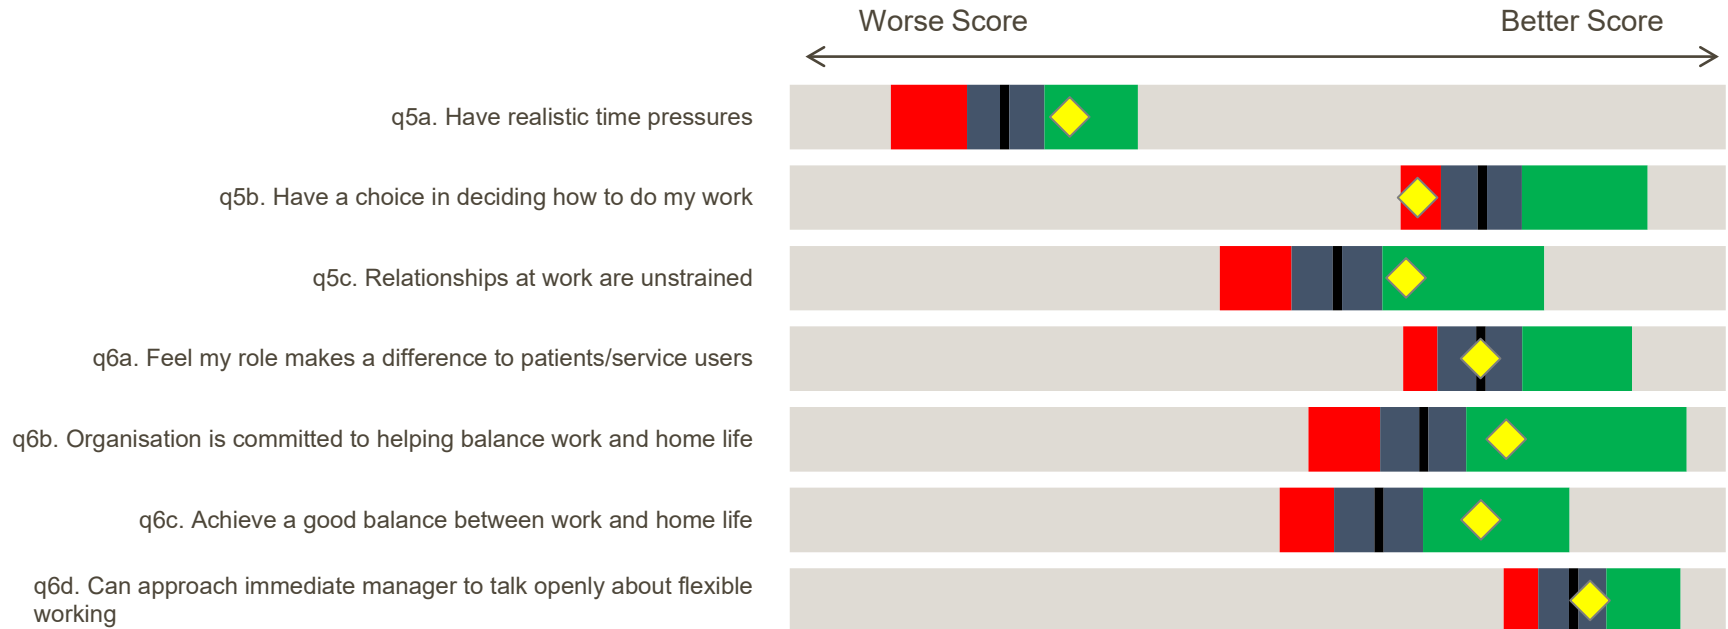 Worse Score
Better Score
q5a. Have realistic time pressures
q5b. Have a choice in deciding how to do my work
q5c. Relationships at work are unstrained
q6a. Feel my role makes a difference to patients/service users
q6b. Organisation is committed to helping balance work and home life
q6c. Achieve a good balance between work and home life
q6d. Can approach immediate manager to talk openly about flexible
working